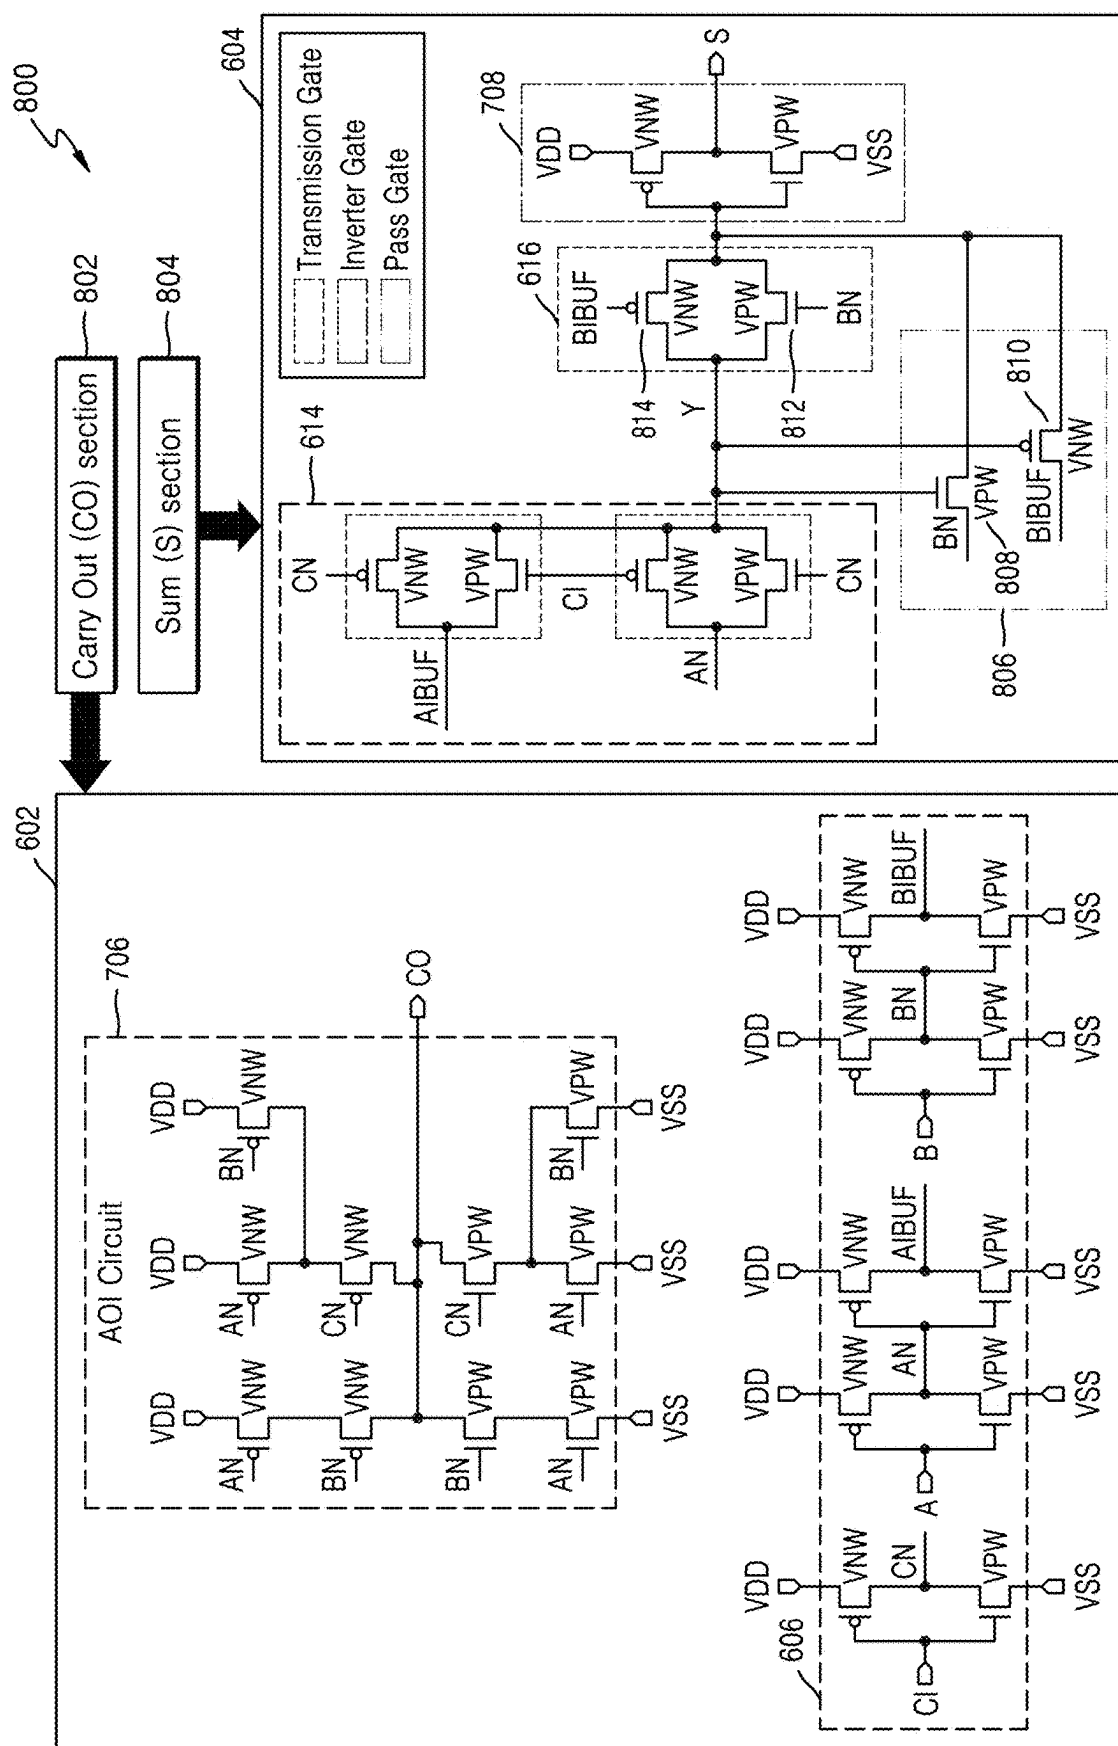 800
Carry Out (CO) section
802
Sum (S) section
804
602
706
AOI Circuit
VDD
VDD
VDD
AN
VNW
AN
VNW
BN
VNW
BN
VNW
CN
VNW
CO
BN
VPW
CN
VPW
AN
VPW
AN
VPW
BN
VPW
VSS
VSS
VSS
606
VDD
VDD
VDD
VDD
VDD
VNW
VNW
VNW
VNW
VNW
CI
CN
A
AN
AIBUF
B
BN
BIBUF
VPW
VPW
VPW
VPW
VPW
VSS
VSS
VSS
VSS
VSS
604
Transmission Gate
Inverter Gate
Pass Gate
614
CN
VNW
VPW
AIBUF
CI
VNW
VPW
AN
CN
616
BIBUF
VNW
814
Y
VPW
812
BN
708
VDD
VNW
S
VPW
VSS
BN
VPW
808
810
BIBUF
VNW
806